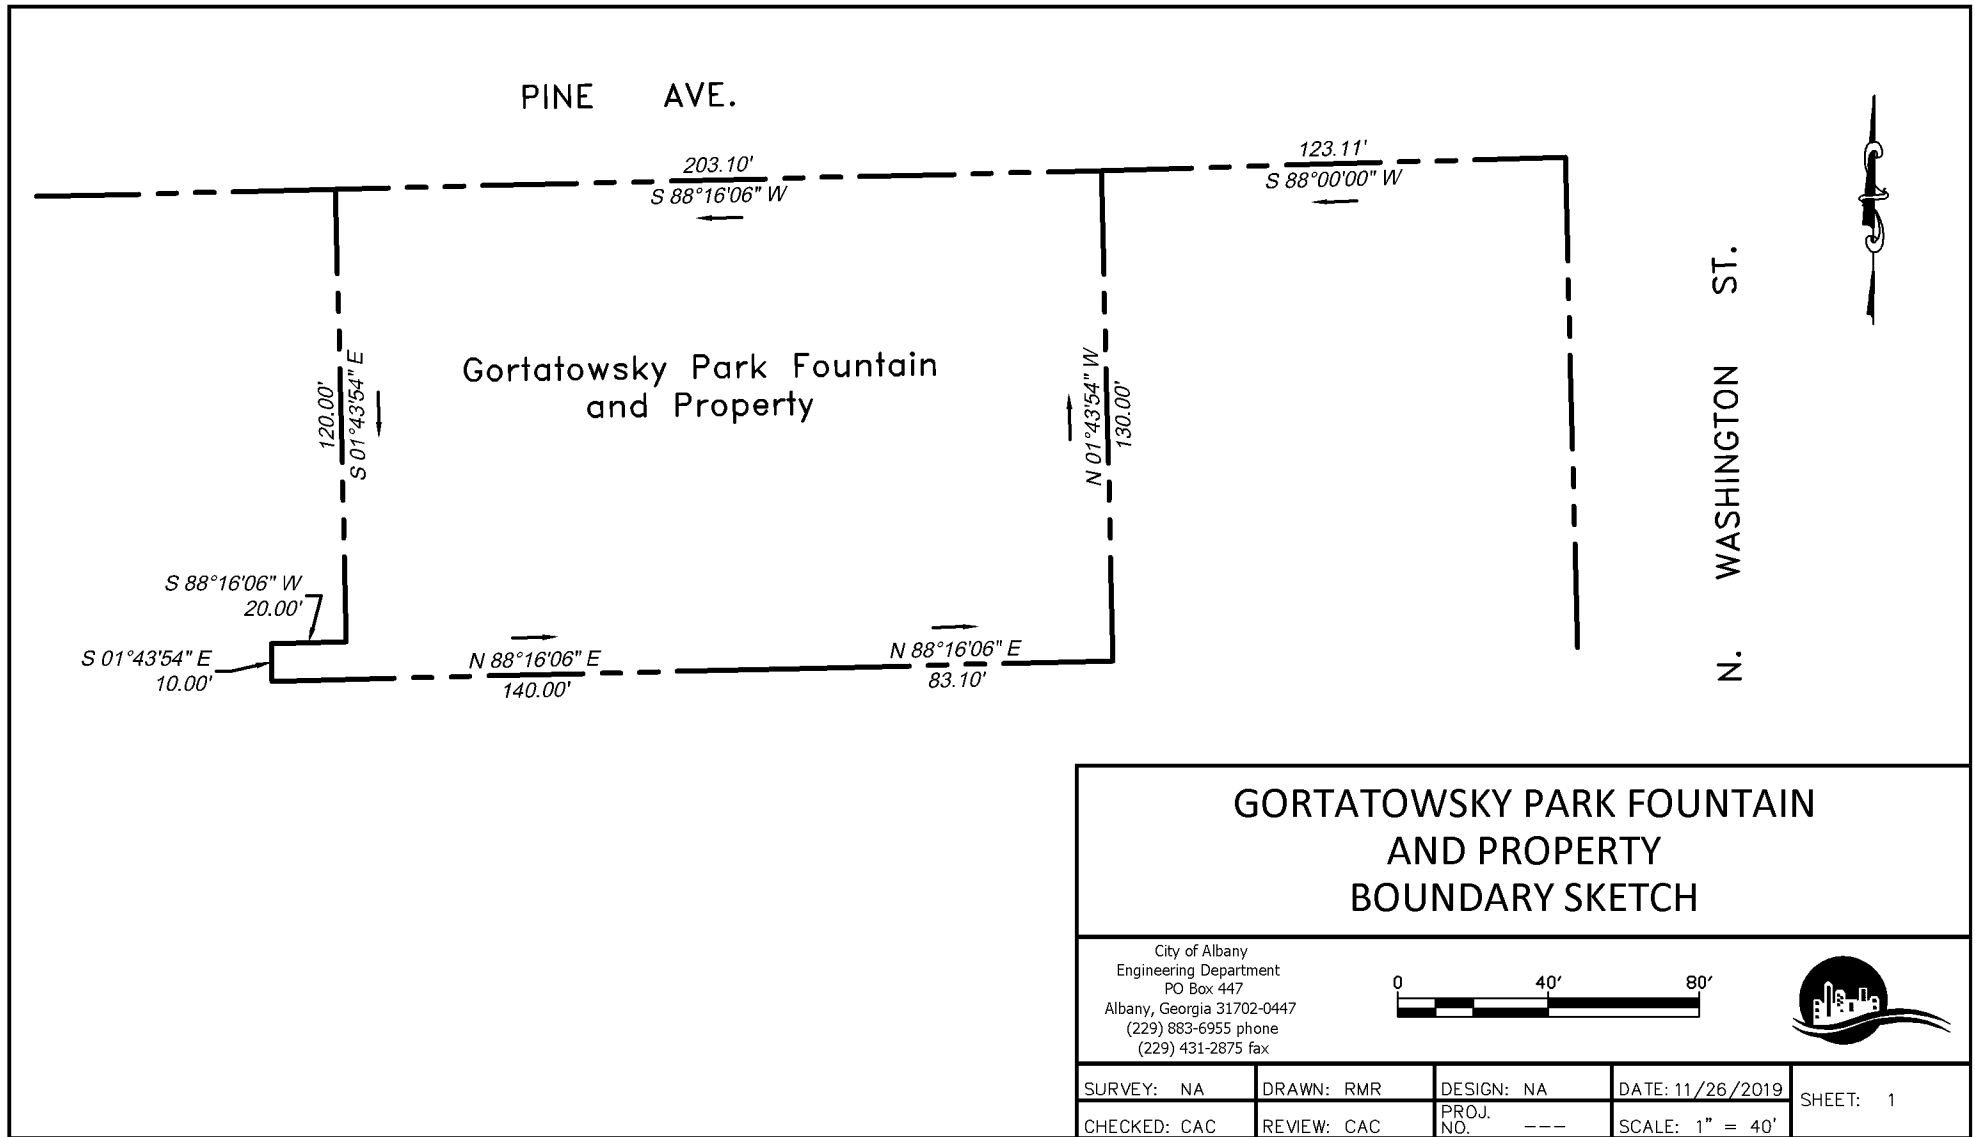 PINE AVE.
203.10'
S 88°16'06" W
123.11'
S 88°00'00" W
N. WASHINGTON ST.
Gortatowsky Park Fountain
and Property
120.00'
S 01°43'54" E
N 01°43'54" W
130.00'
S 88°16'06" W
20.00'
S 01°43'54" E
10.00'
N 88°16'06" E
140.00'
N 88°16'06" E
83.10'
GORTATOWSKY PARK FOUNTAIN
AND PROPERTY
BOUNDARY SKETCH
City of Albany
Engineering Department
PO Box 447
Albany, Georgia 31702-0447
(229) 883-6955 phone
(229) 431-2875 fax
0 40' 80'
SURVEY: NA
DRAWN: RMR
DESIGN: NA
DATE: 11/26/2019
SHEET: 1
CHECKED: CAC
REVIEW: CAC
PROJ.
NO. ---
SCALE: 1" = 40'